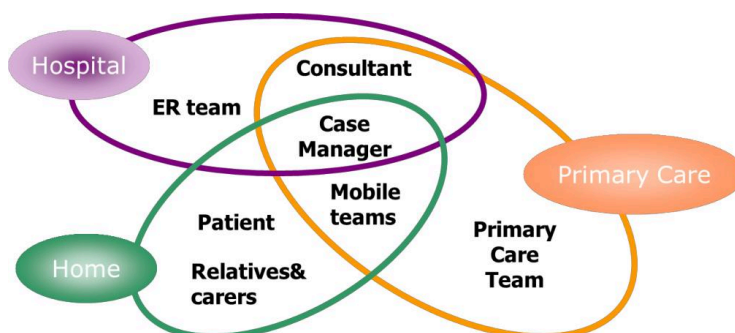 Hospital
Consultant
ER team
Case
Manager
Primary Care
Mobile
teams
Patient
Primary
Care
Team
Home
Relatives&
carers